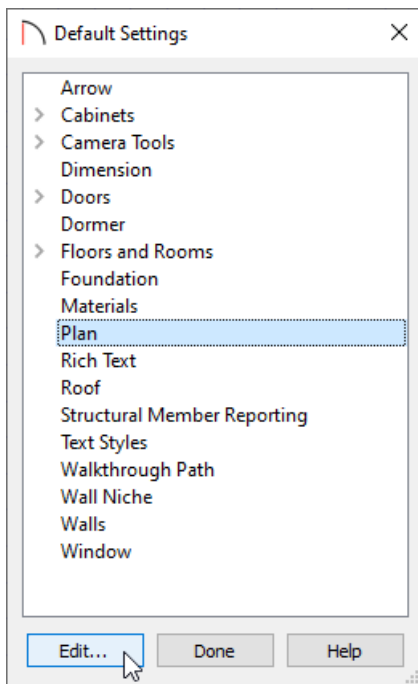 Default Settings
Arrow
Cabinets
Camera Tools
Dimension
Doors
Dormer
Floors and Rooms
Foundation
Materials
Plan
Rich Text
Roof
Structural Member Reporting
Text Styles
Walkthrough Path
Wall Niche
Walls
Window
Edit... Done Help